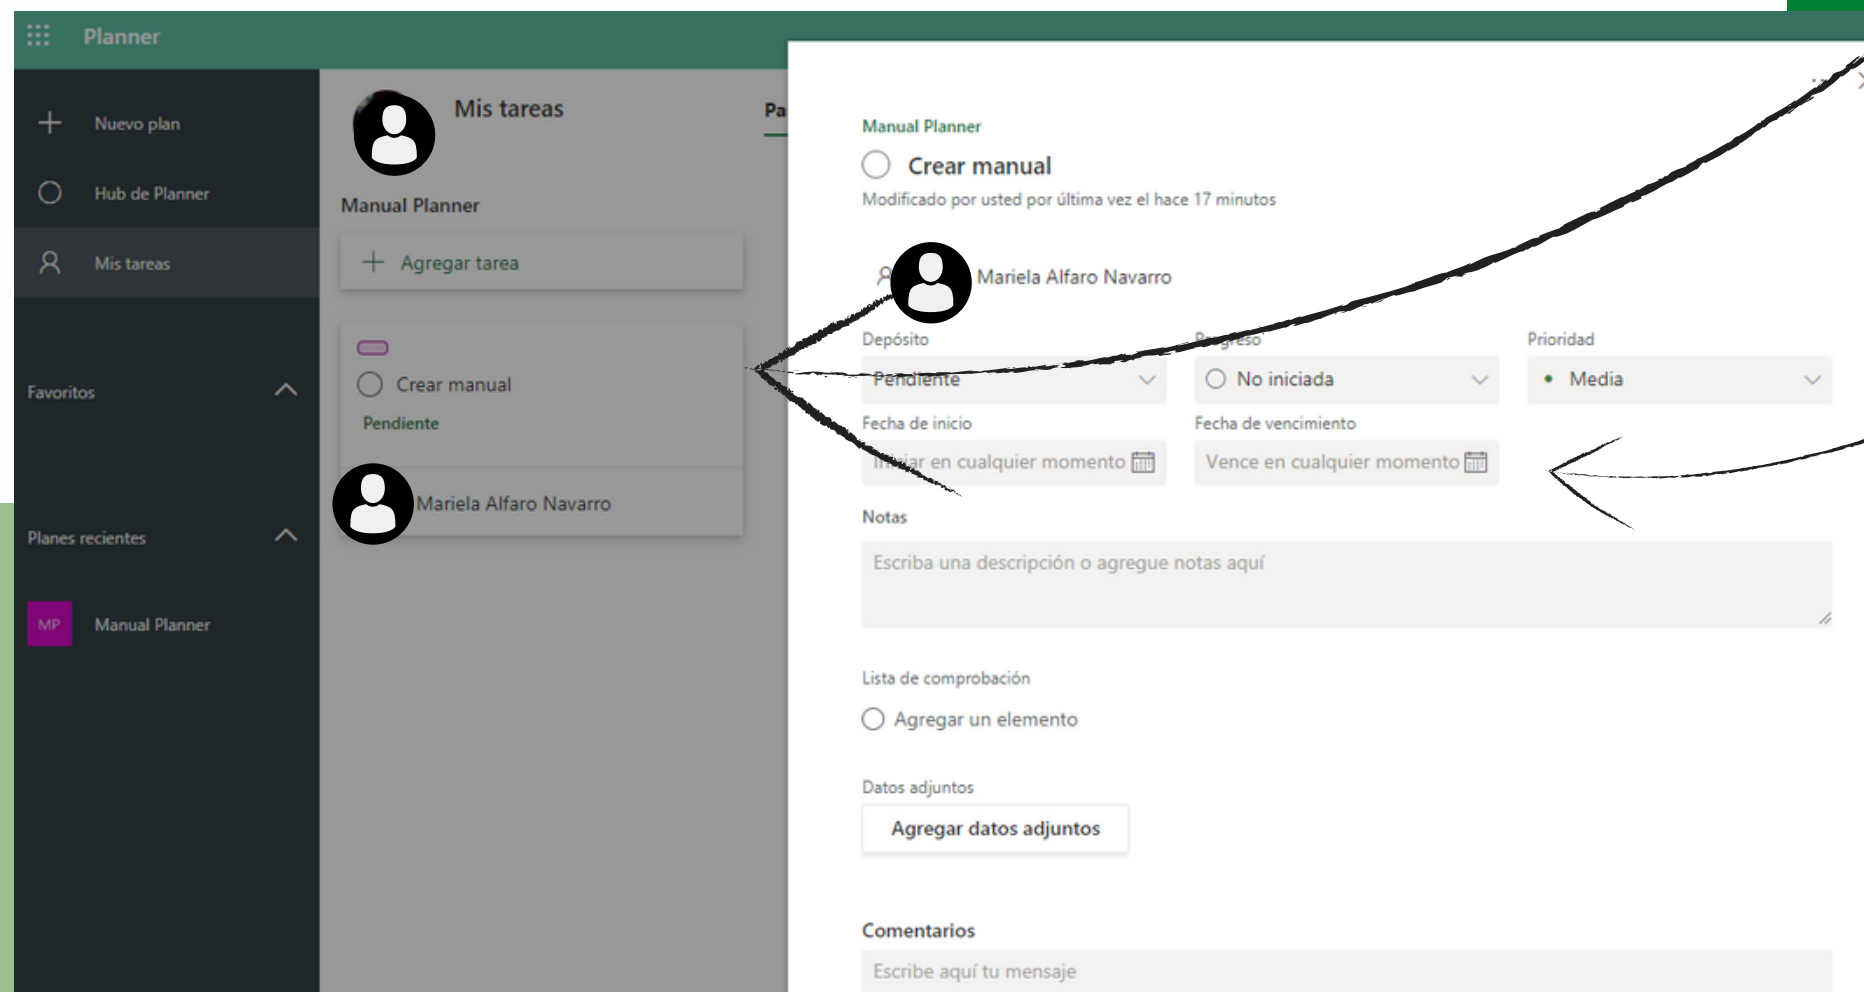 Planner
Nuevo plan
Hub de Planner
Mis tareas
Favoritos
Planes recientes
MP
Manual Planner
Mis tareas
Pa
Manual Planner
Agregar tarea
Crear manual
Pendiente
Mariela Alfaro Navarro
Manual Planner
Crear manual
Modificado por usted por última vez el hace 17 minutos
Mariela Alfaro Navarro
Depósito
Progreso
Prioridad
Pendiente
No iniciada
Media
Fecha de inicio
Fecha de vencimiento
Iniciar en cualquier momento
Vence en cualquier momento
Notas
Escriba una descripción o agregue notas aquí
Lista de comprobación
Agregar un elemento
Datos adjuntos
Agregar datos adjuntos
Comentarios
Escribe aquí tu mensaje